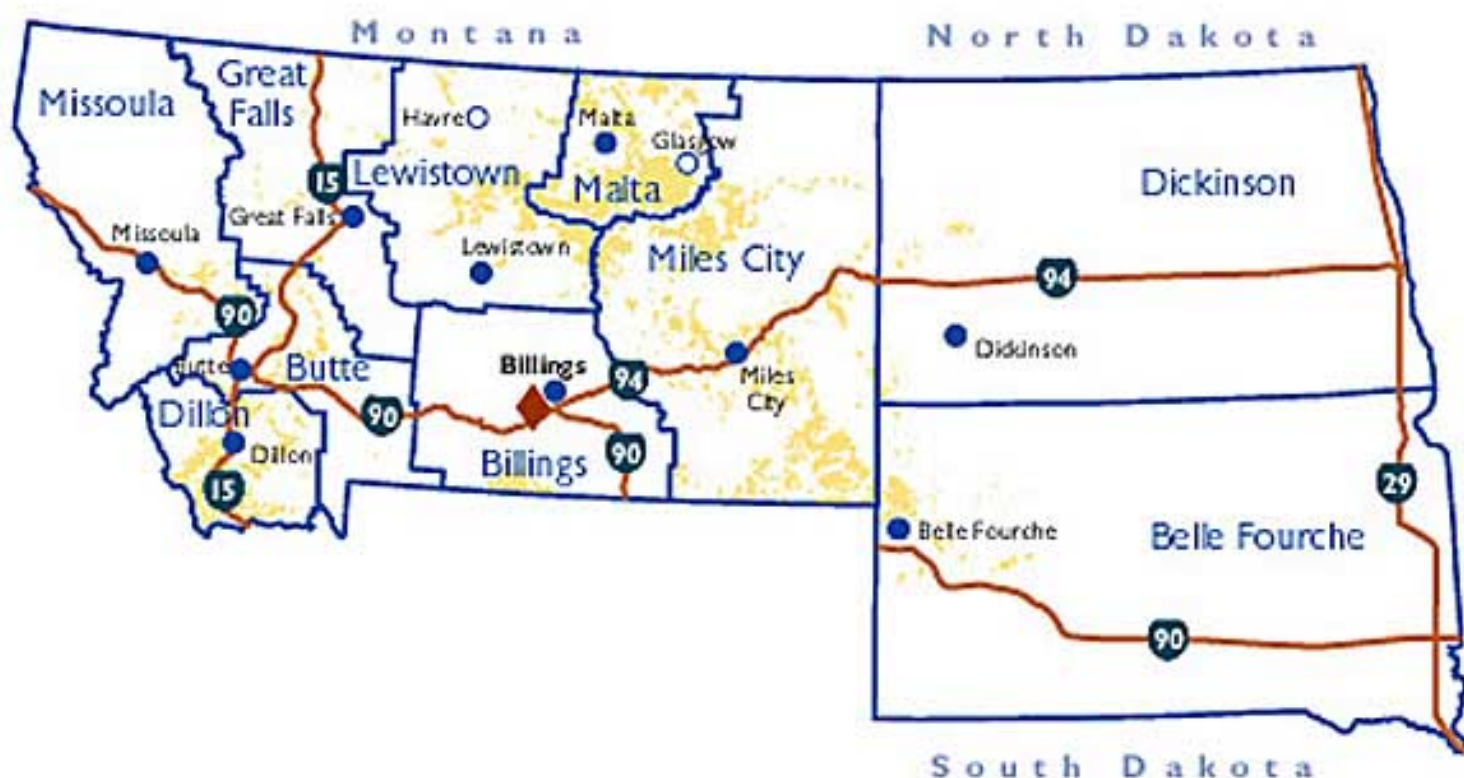 Montana
North Dakota
Great
Falls
Missoula
Havre
Malta
Glasgow
15
Lewistown
Malta
Dickinson
Great Falls
Missoula
Lewistown
Miles City
94
90
Dickinson
Butte
Butte
Billings
94
Miles
City
Dillon
90
Dillon
Billings
90
15
29
Belle Fourche
Belle Fourche
90
South Dakota